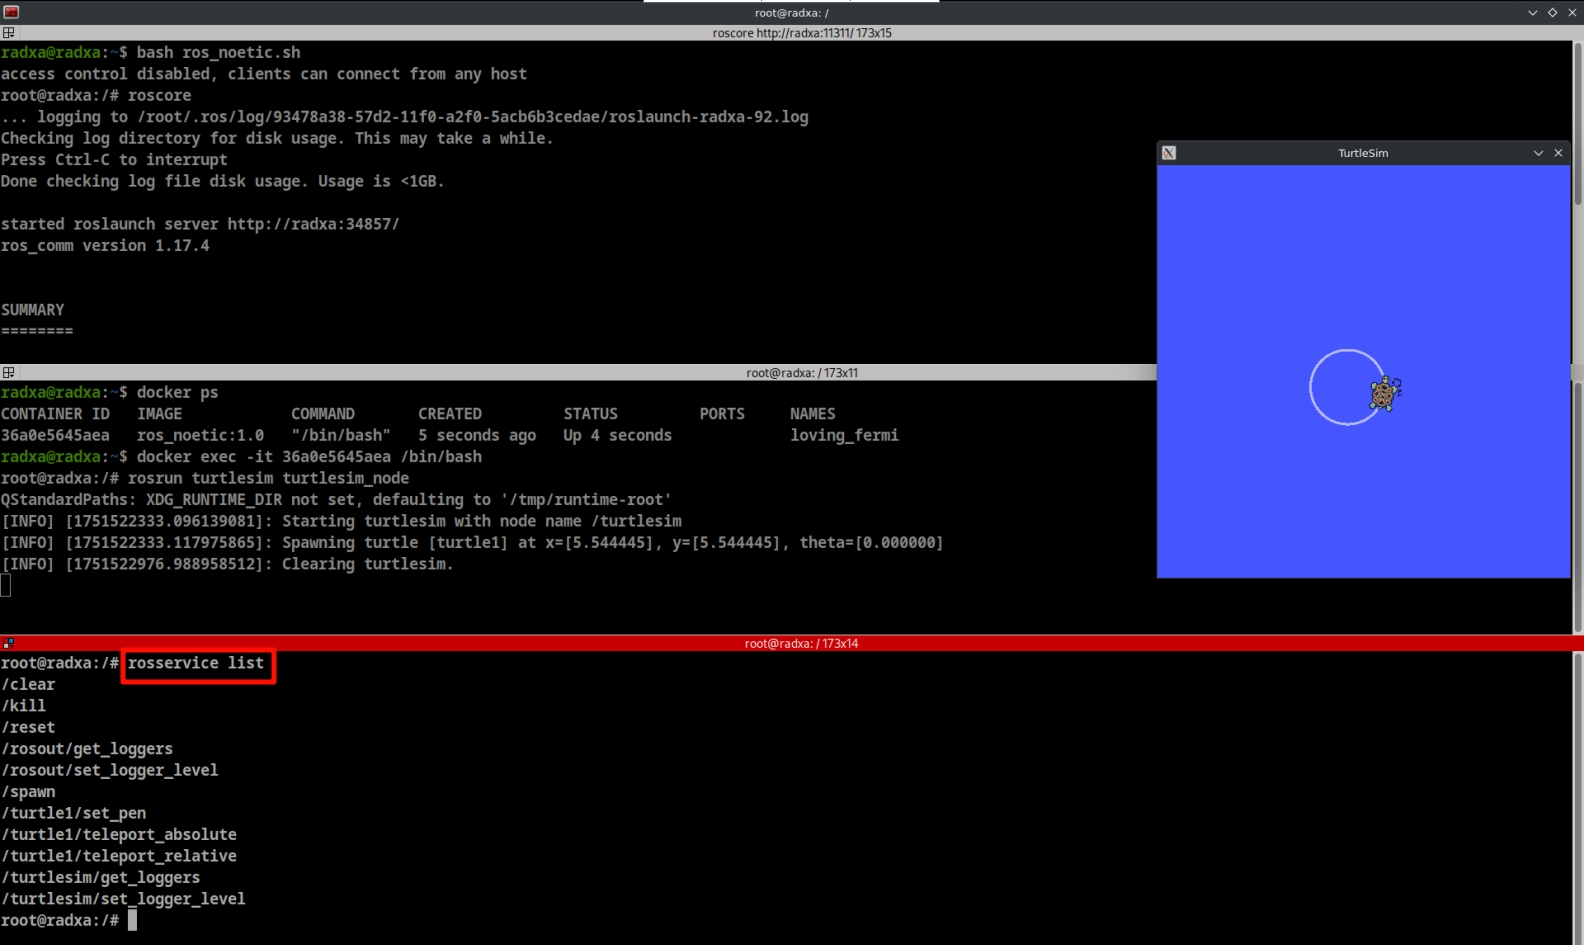 root@radxa: /
roscore http://radxa:11311/ 173x15
radxa@radxa:~$ bash ros_noetic.sh
access control disabled, clients can connect from any host
root@radxa:/# roscore
... logging to /root/.ros/log/93478a38-57d2-11f0-a2f0-5acb6b3cedae/roslaunch-radxa-92.log
Checking log directory for disk usage. This may take a while.
Press Ctrl-C to interrupt
Done checking log file disk usage. Usage is <1GB.
started roslaunch server http://radxa:34857/
ros_comm version 1.17.4
SUMMARY
========
TurtleSim
root@radxa: / 173x11
radxa@radxa:~$ docker ps
CONTAINER ID   IMAGE            COMMAND       CREATED         STATUS         PORTS     NAMES
36a0e5645aea   ros_noetic:1.0   "/bin/bash"   5 seconds ago   Up 4 seconds             loving_fermi
radxa@radxa:~$ docker exec -it 36a0e5645aea /bin/bash
root@radxa:/# rosrun turtlesim turtlesim_node
QStandardPaths: XDG_RUNTIME_DIR not set, defaulting to '/tmp/runtime-root'
[INFO] [1751522333.096139081]: Starting turtlesim with node name /turtlesim
[INFO] [1751522333.117975865]: Spawning turtle [turtle1] at x=[5.544445], y=[5.544445], theta=[0.000000]
[INFO] [1751522976.988958512]: Clearing turtlesim.
root@radxa: / 173x14
root@radxa:/# rosservice list
/clear
/kill
/reset
/rosout/get_loggers
/rosout/set_logger_level
/spawn
/turtle1/set_pen
/turtle1/teleport_absolute
/turtle1/teleport_relative
/turtlesim/get_loggers
/turtlesim/set_logger_level
root@radxa:/#